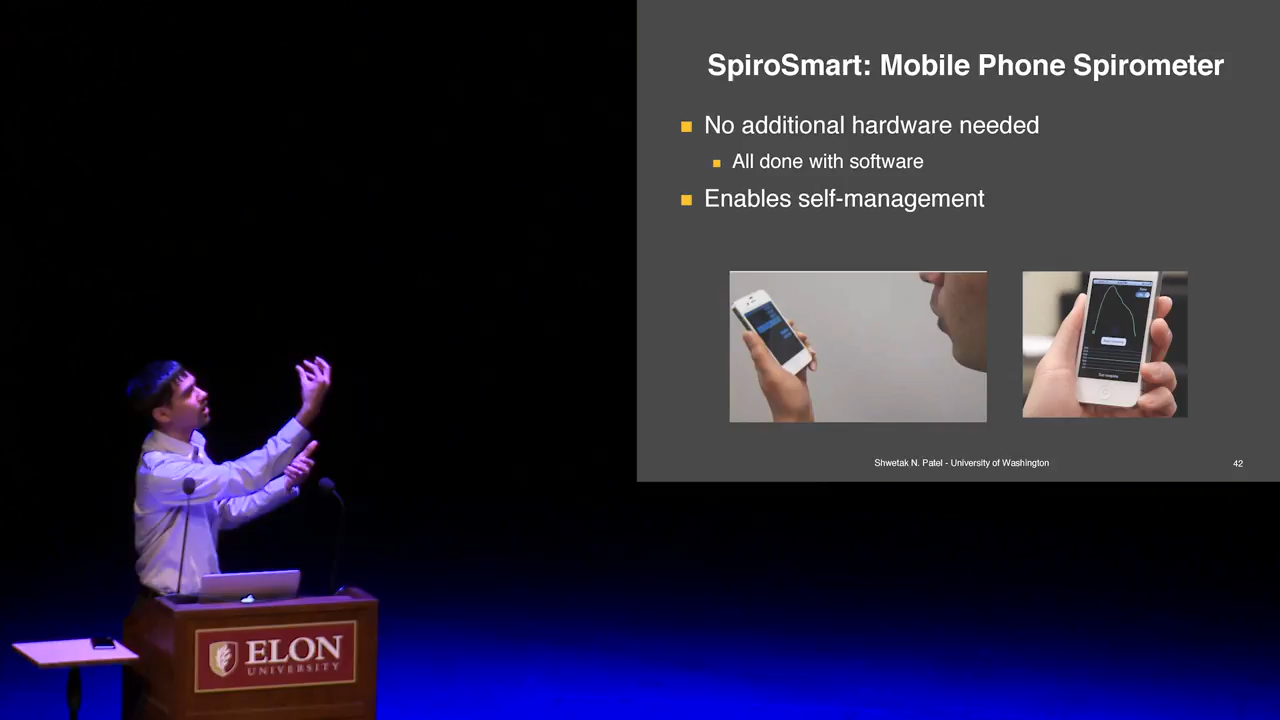 SpiroSmart: Mobile Phone Spirometer
No additional hardware needed
All done with software
Enables self-management
Shwetak N. Patel - University of Washington
42
ELON
UNIVERSITY